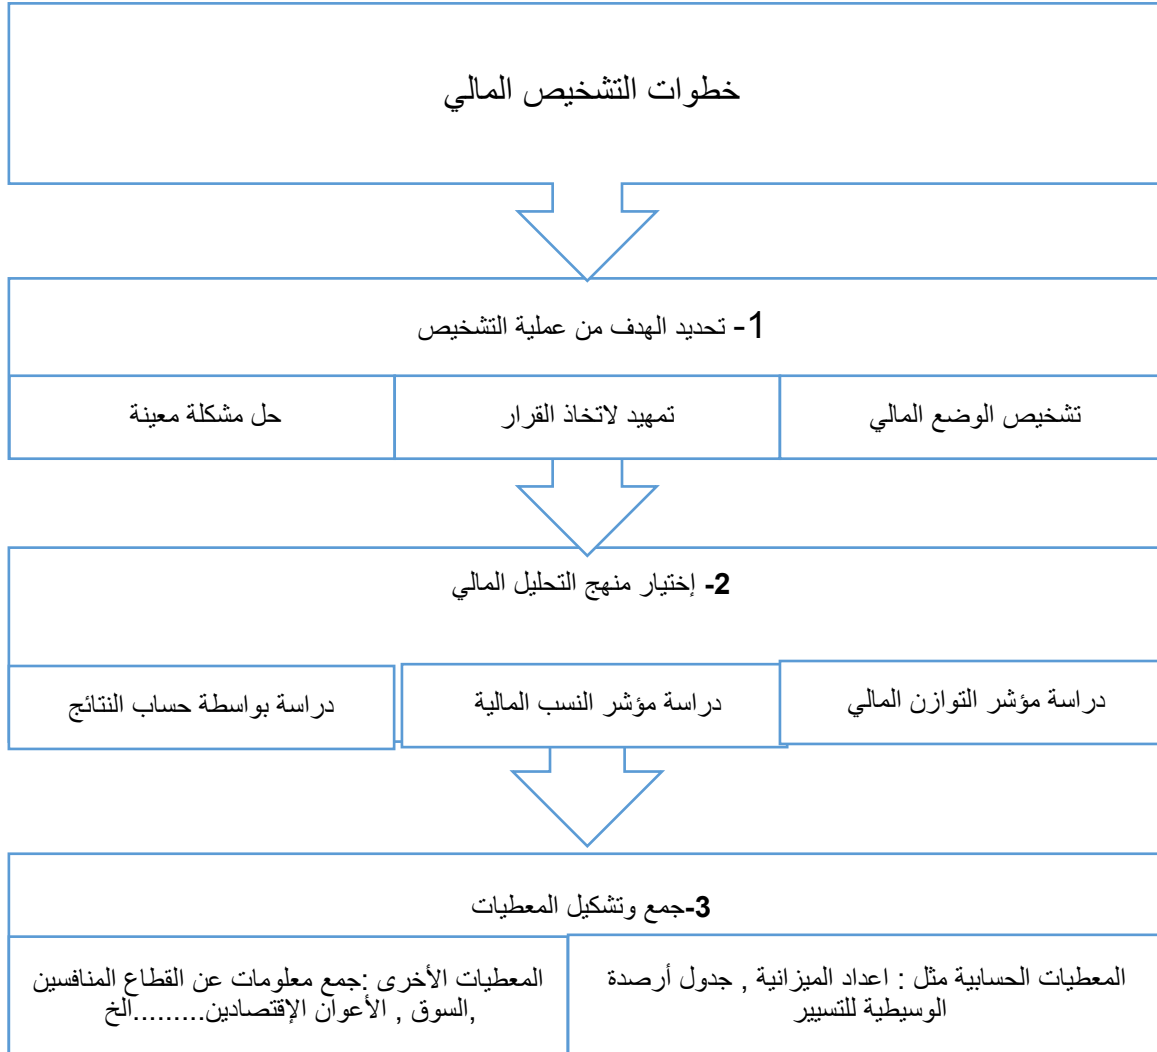 خطوات التشخيص المالي
1- تحديد الهدف من عملية التشخيص
تشخيص الوضع المالي
تمهيد لاتخاذ القرار
حل مشكلة معينة
2- إختيار منهج التحليل المالي
دراسة مؤشر التوازن المالي
دراسة مؤشر النسب المالية
دراسة بواسطة حساب النتائج
3-جمع وتشكيل المعطيات
المعطيات الحسابية مثل : اعداد الميزانية , جدول أرصدة
الوسيطية للتسيير
المعطيات الأخرى :جمع معلومات عن القطاع المنافسين
,السوق , الأعوان الإقتصادين.........الخ